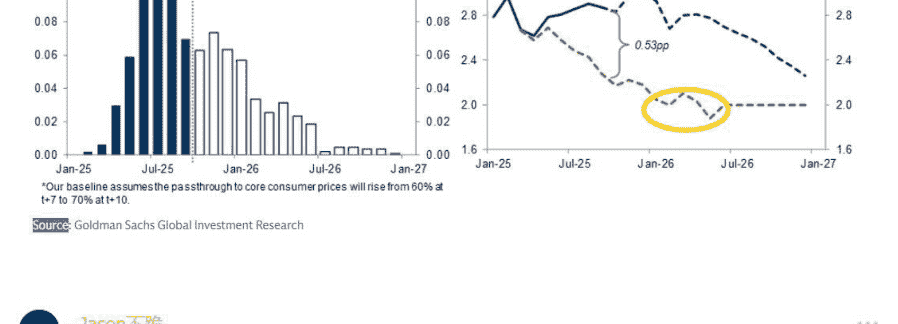 0.08 0.08
0.06 0.06
0.04 0.04
0.02 0.02
0.00 0.00
Jan-25 Jul-25 Jan-26 Jul-26 Jan-27
*Our baseline assumes the passthrough to core consumer prices will rise from 60% at
t+7 to 70% at t+10.
2.8 2.8
0.53pp
2.4 2.4
2.0 2.0
1.6 1.6
Jan-25 Jul-25 Jan-26 Jul-26 Jan-27
Source: Goldman Sachs Global Investment Research